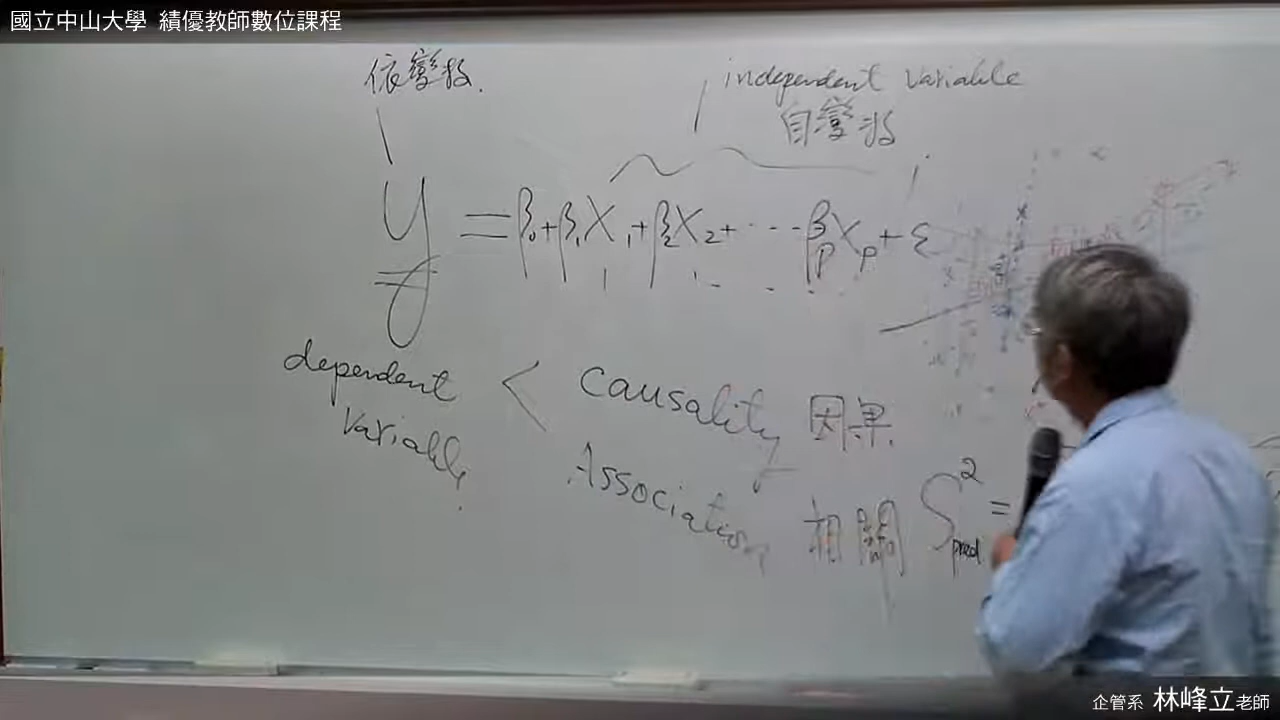 國立中山大學 績優教師數位課程
依變數.
independent variable
自變數
y = β₀+β₁X₁+β₂X₂+···βₚXₚ+ε
dependent < causality 因果
variable
Association 相關
S²pred =
企管系 林峰立老師